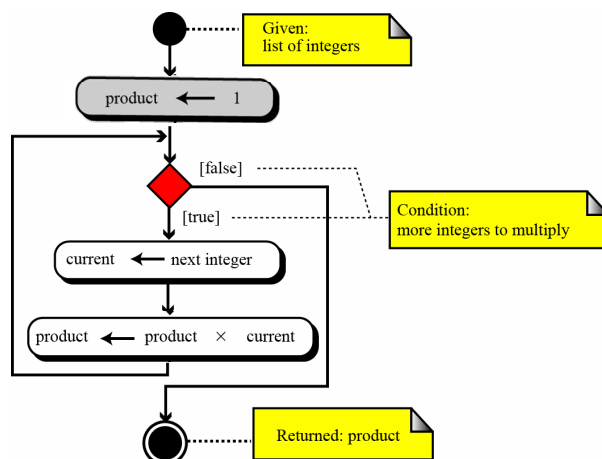 Given:
list of integers
product ← 1
[false]
[true]
Condition:
more integers to multiply
current ← next integer
product ← product × current
Returned: product